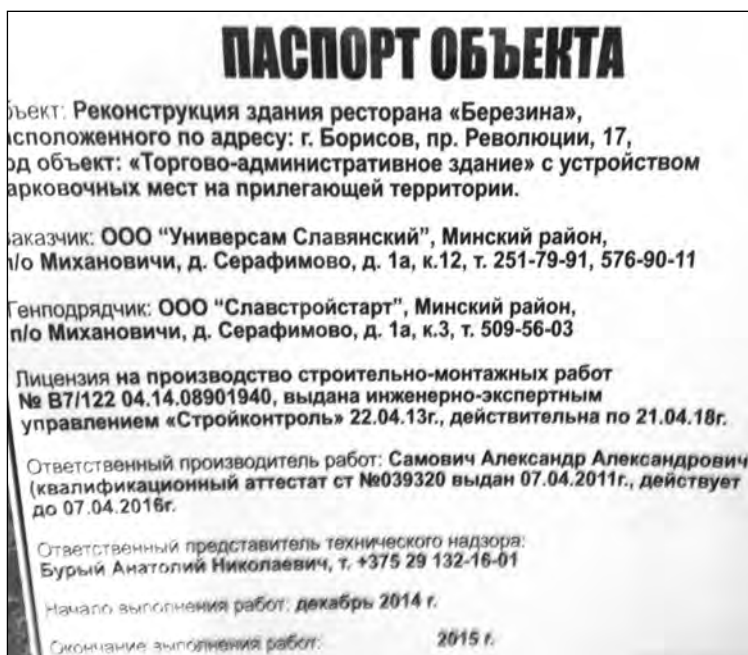 ПАСПОРТ ОБЪЕКТА
ъект: Реконструкция здания ресторана «Березина»,
сположенного по адресу: г. Борисов, пр. Революции, 17,
од объект: «Торгово-административное здание» с устройством
арковочных мест на прилегающей территории.
аказчик: ООО “Универсам Славянский”, Минский район,
п/о Михановичи, д. Серафимово, д. 1а, к.12, т. 251-79-91, 576-90-11
Генподрядчик: ООО “Славстройстарт”, Минский район,
п/о Михановичи, д. Серафимово, д. 1а, к.3, т. 509-56-03
Лицензия на производство строительно-монтажных работ
№ В7/122 04.14.08901940, выдана инженерно-экспертным
управлением «Стройконтроль» 22.04.13г., действительна по 21.04.18г.
Ответственный производитель работ: Самович Александр Александрович
(квалификационный аттестат ст №039320 выдан 07.04.2011г., действует
до 07.04.2016г.
Ответственный представитель технического надзора:
Бурый Анатолий Николаевич, т. +375 29 132-16-01
Начало выполнения работ: декабрь 2014 г.
Окончание выполнения работ: 2015 г.